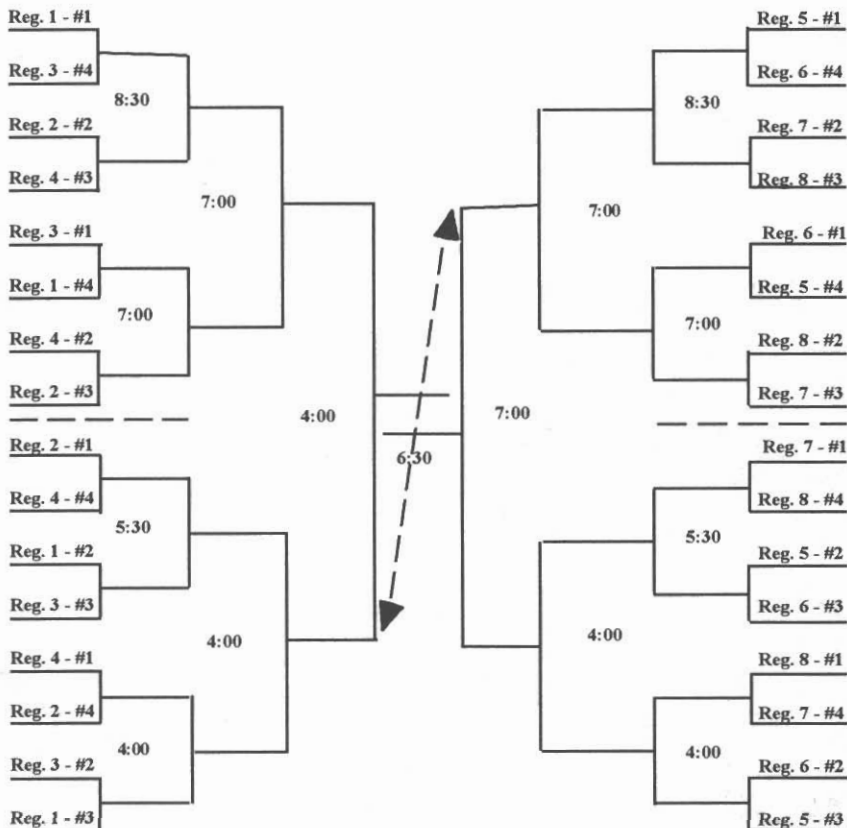 Reg. 1 - #1
Reg. 3 - #4
8:30
Reg. 2 - #2
Reg. 4 - #3
7:00
Reg. 3 - #1
Reg. 1 - #4
7:00
Reg. 4 - #2
Reg. 2 - #3
4:00
Reg. 2 - #1
Reg. 4 - #4
5:30
Reg. 1 - #2
Reg. 3 - #3
4:00
Reg. 4 - #1
Reg. 2 - #4
4:00
Reg. 3 - #2
Reg. 1 - #3
6:30
Reg. 5 - #1
Reg. 6 - #4
8:30
Reg. 7 - #2
Reg. 8 - #3
7:00
Reg. 6 - #1
Reg. 5 - #4
7:00
Reg. 8 - #2
Reg. 7 - #3
7:00
Reg. 7 - #1
Reg. 8 - #4
5:30
Reg. 5 - #2
Reg. 6 - #3
4:00
Reg. 8 - #1
Reg. 7 - #4
4:00
Reg. 6 - #2
Reg. 5 - #3